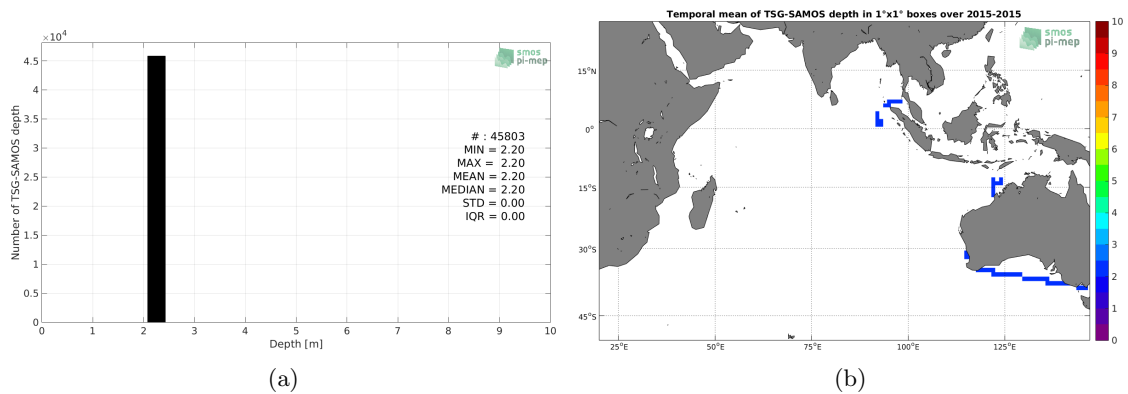 ×10⁴
4.5
4
3.5
3
2.5
2
1.5
1
0.5
0
0 1 2 3 4 5 6 7 8 9 10
Depth [m]
Number of TSG-SAMOS depth
smos
pi-mep
# : 45803
MIN = 2.20
MAX = 2.20
MEAN = 2.20
MEDIAN = 2.20
STD = 0.00
IQR = 0.00
(a)
Temporal mean of TSG-SAMOS depth in 1°x1° boxes over 2015-2015
smos
pi-mep
15°N
0°
15°S
30°S
45°S
25°E 50°E 75°E 100°E 125°E
10
9
8
7
6
5
4
3
2
1
0
(b)